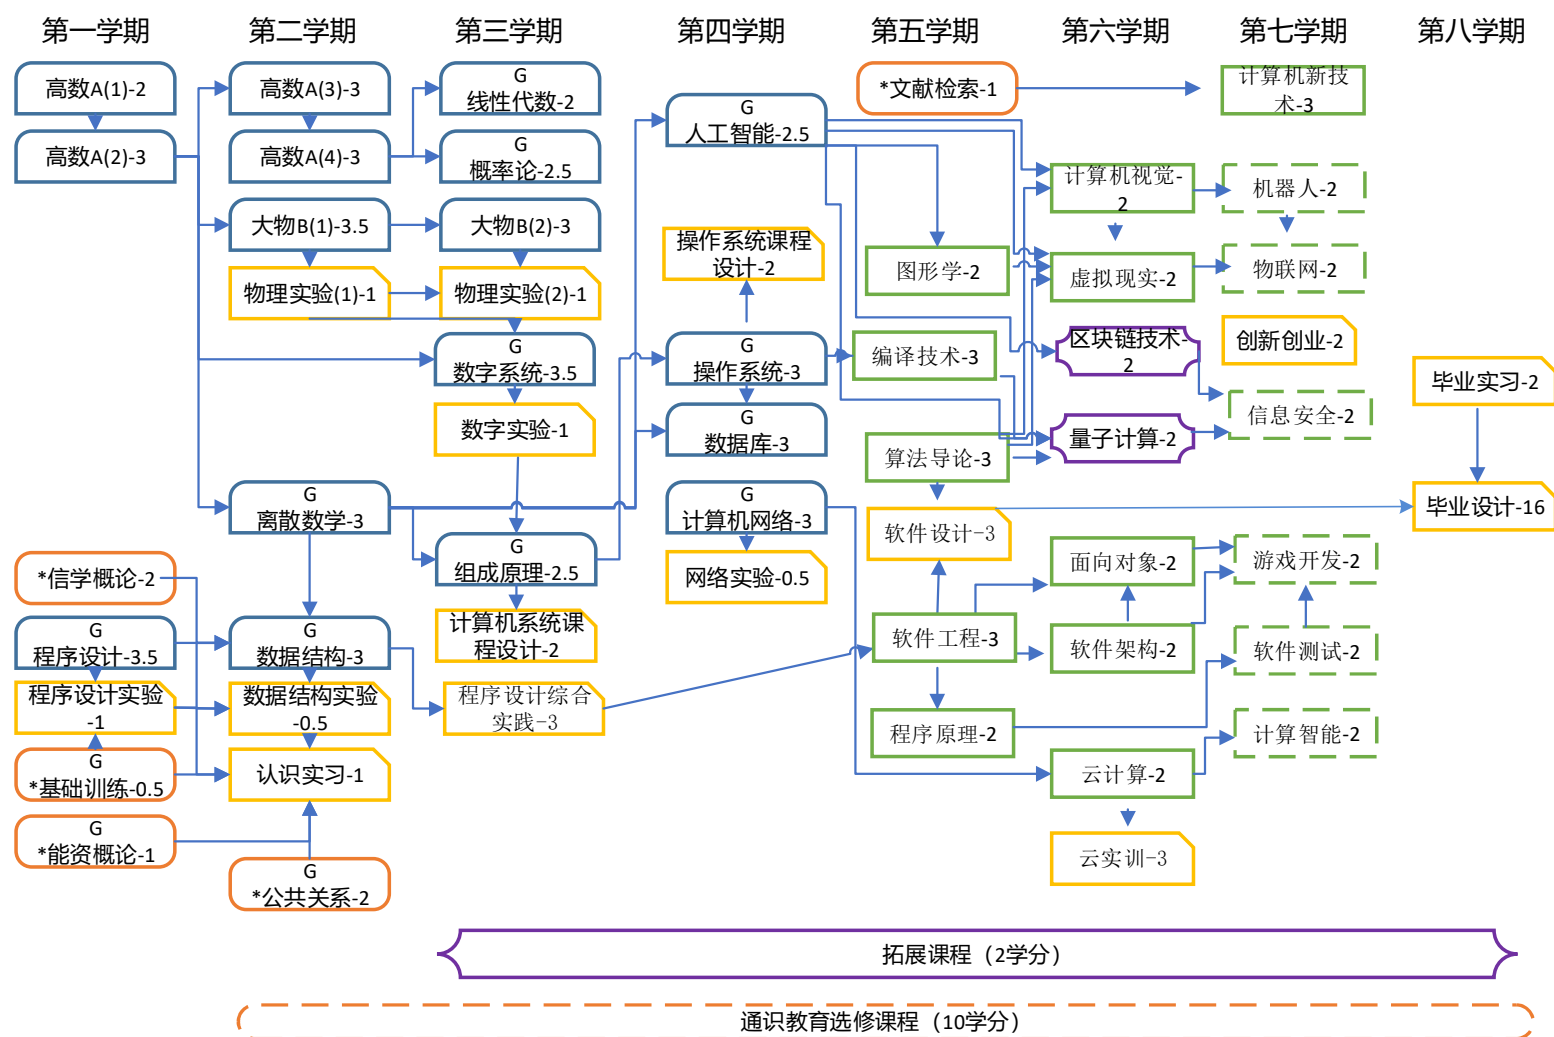 第一学期
第二学期
第三学期
第四学期
第五学期
第六学期
第七学期
第八学期
高数A(1)-2
高数A(2)-3
*信学概论-2
G
程序设计-3.5
程序设计实验
-1
G
*基础训练-0.5
G
*能资概论-1
高数A(3)-3
高数A(4)-3
大物B(1)-3.5
物理实验(1)-1
G
离散数学-3
G
数据结构-3
数据结构实验
-0.5
认识实习-1
G
*公共关系-2
G
线性代数-2
G
概率论-2.5
大物B(2)-3
物理实验(2)-1
G
数字系统-3.5
数字实验-1
G
组成原理-2.5
计算机系统课
程设计-2
程序设计综合
实践-3
G
人工智能-2.5
操作系统课程
设计-2
G
操作系统-3
G
数据库-3
G
计算机网络-3
网络实验-0.5
*文献检索-1
图形学-2
编译技术-3
算法导论-3
软件设计-3
软件工程-3
程序原理-2
计算机视觉-
2
虚拟现实-2
区块链技术-
2
量子计算-2
面向对象-2
软件架构-2
云计算-2
云实训-3
计算机新技
术-3
机器人-2
物联网-2
创新创业-2
信息安全-2
游戏开发-2
软件测试-2
计算智能-2
毕业实习-2
毕业设计-16
拓展课程（2学分）
通识教育选修课程（10学分）